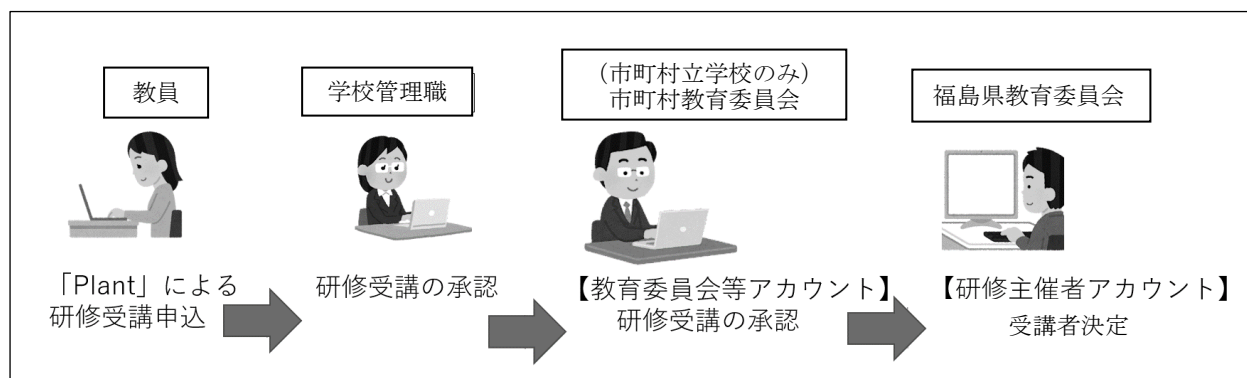 教員
「Plant」による
研修受講申込
学校管理職
研修受講の承認
(市町村立学校のみ)
市町村教育委員会
【教育委員会等アカウント】
研修受講の承認
福島県教育委員会
【研修主催者アカウント】
受講者決定